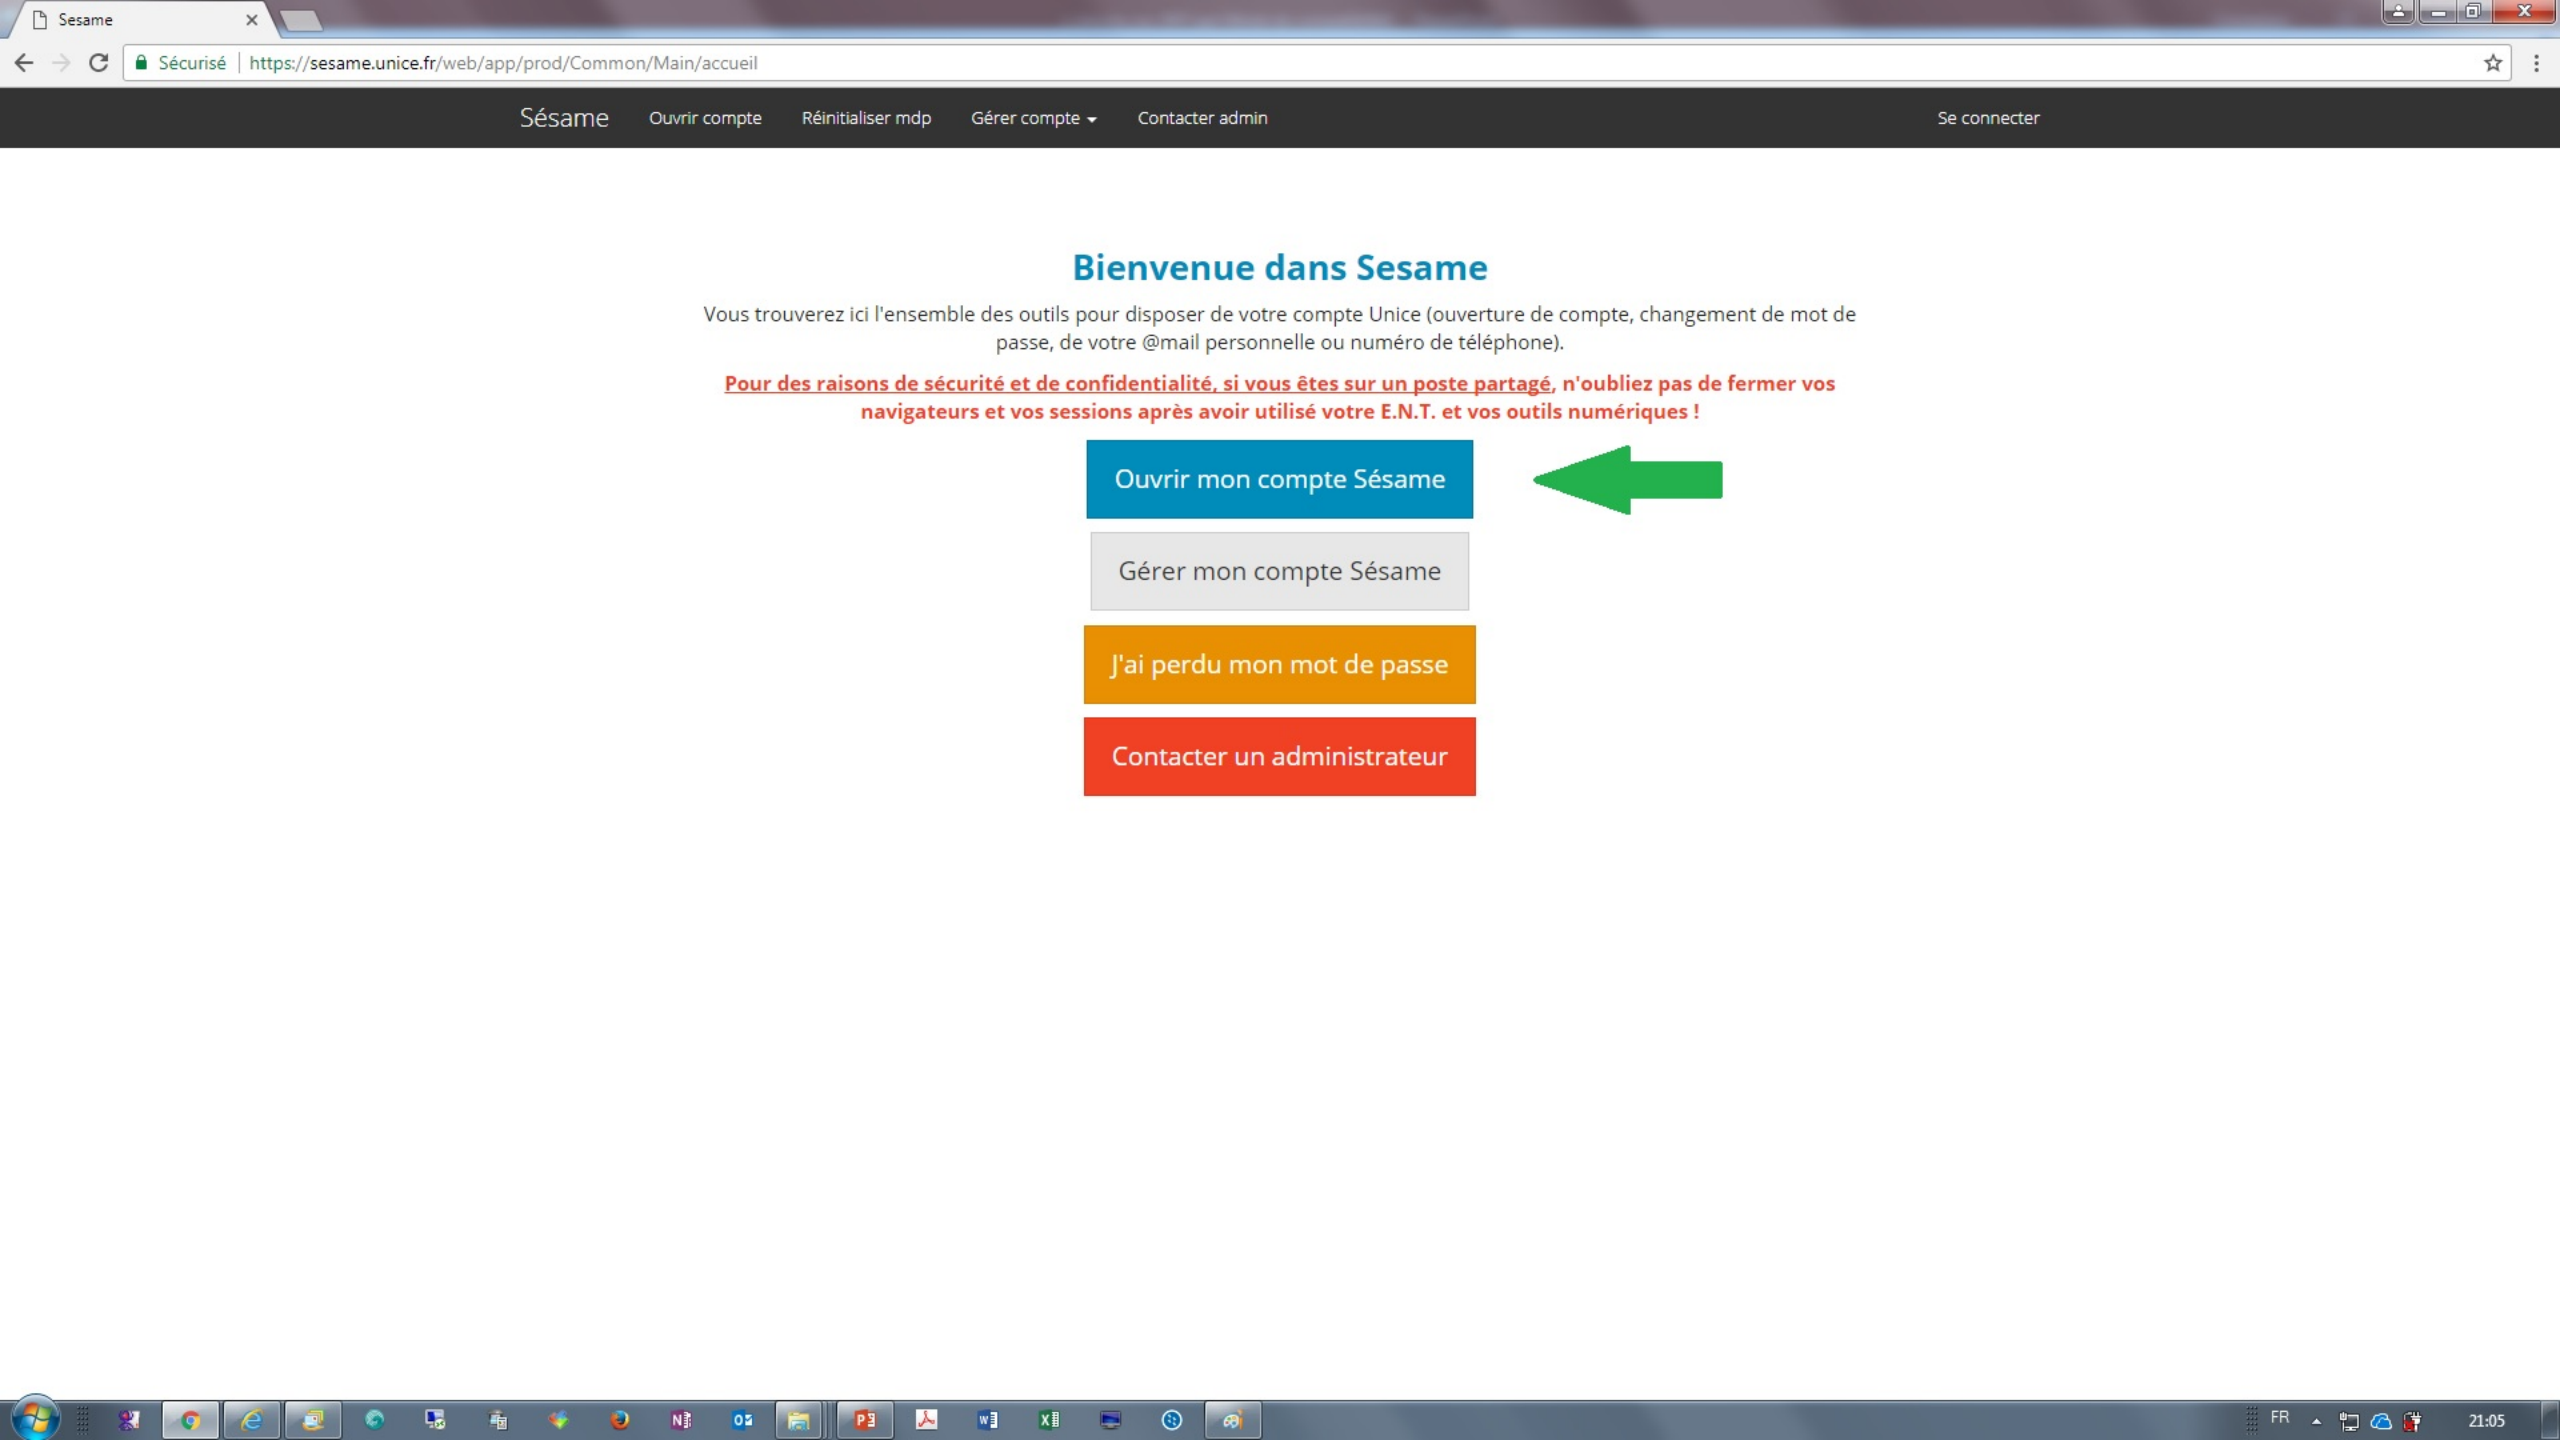 Sesame
Sécurisé | https://sesame.unice.fr/web/app/prod/Common/Main/accueil
Sésame Ouvrir compte Réinitialiser mdp Gérer compte Contacter admin Se connecter
Bienvenue dans Sesame
Vous trouverez ici l'ensemble des outils pour disposer de votre compte Unice (ouverture de compte, changement de mot de
passe, de votre @mail personnelle ou numéro de téléphone).
Pour des raisons de sécurité et de confidentialité, si vous êtes sur un poste partagé, n'oubliez pas de fermer vos
navigateurs et vos sessions après avoir utilisé votre E.N.T. et vos outils numériques !
Ouvrir mon compte Sésame
Gérer mon compte Sésame
J'ai perdu mon mot de passe
Contacter un administrateur
FR 21:05